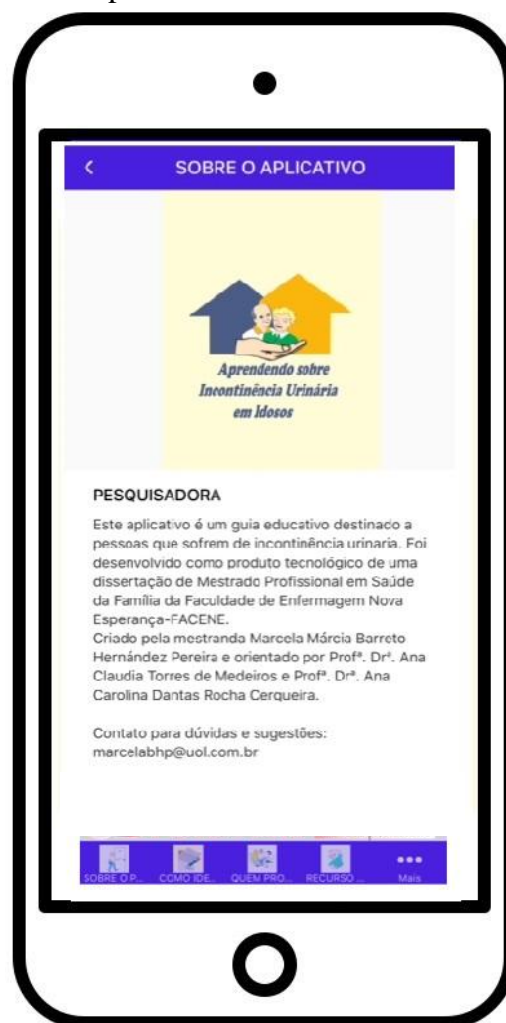 SOBRE O APLICATIVO
Aprendendo sobre
Incontinência Urinária
em Idosos
PESQUISADORA
Este aplicativo é um guia educativo destinado a
pessoas que sofrem de incontinência urinaria. Foi
desenvolvido como produto tecnológico de uma
dissertação de Mestrado Profissional em Saúde
da Família da Faculdade de Enfermagem Nova
Esperança-FACENE.
Criado pela mestranda Marcela Márcia Barreto
Hernández Pereira e orientado por Profª. Drª. Ana
Claudia Torres de Medeiros e Profª. Drª. Ana
Carolina Dantas Rocha Cerqueira.
Contato para dúvidas e sugestões:
marcelabhp@uol.com.br
SOBRE O P... COMO IDE... QUEM PRO... RECURSO ... Mais